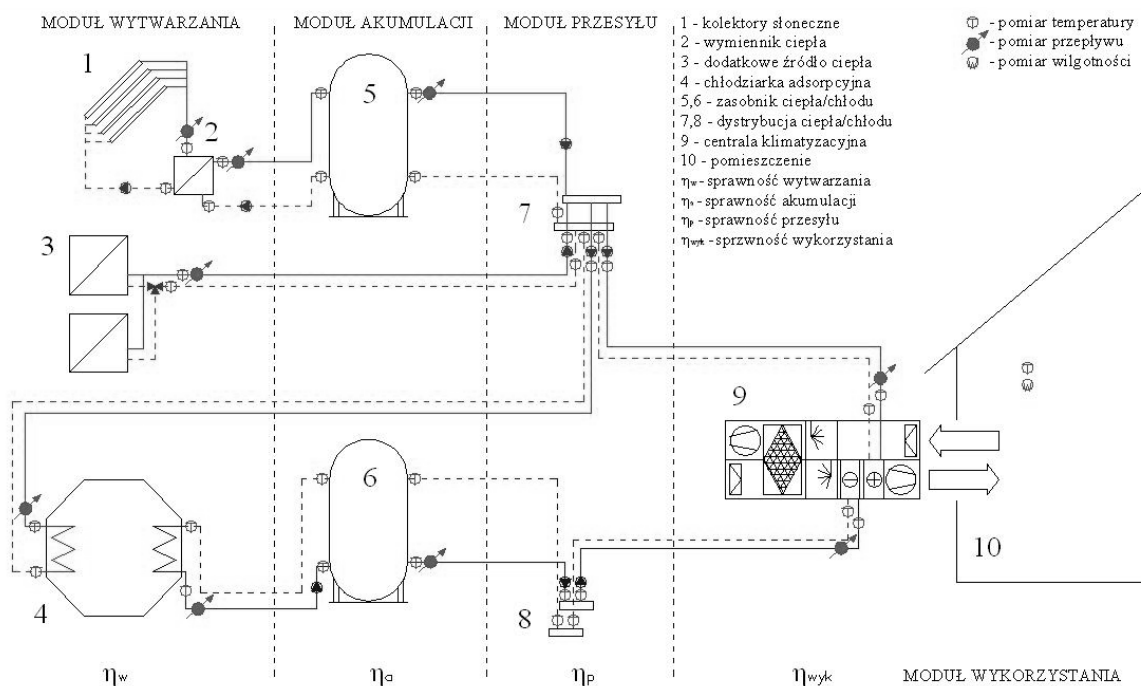 MODUŁ WYTWARZANIA
MODUŁ AKUMULACJI
MODUŁ PRZESYŁU
1 - kolektory słoneczne
2 - wymiennik ciepła
3 - dodatkowe źródło ciepła
4 - chłodziarka adsorpcyjna
5,6 - zasobnik ciepła/chłodu
7,8 - dystrybucja ciepła/chłodu
9 - centrala klimatyzacyjna
10 - pomieszczenie
ηw - sprawność wytwarzania
ηa - sprawność akumulacji
ηp - sprawność przesyłu
ηwyk - sprzwność wykorzystania
- pomiar temperatury
- pomiar przepływu
- pomiar wilgotności
1
2
5
7
3
9
6
4
8
10
ηw
ηa
ηp
ηwyk
MODUŁ WYKORZYSTANIA